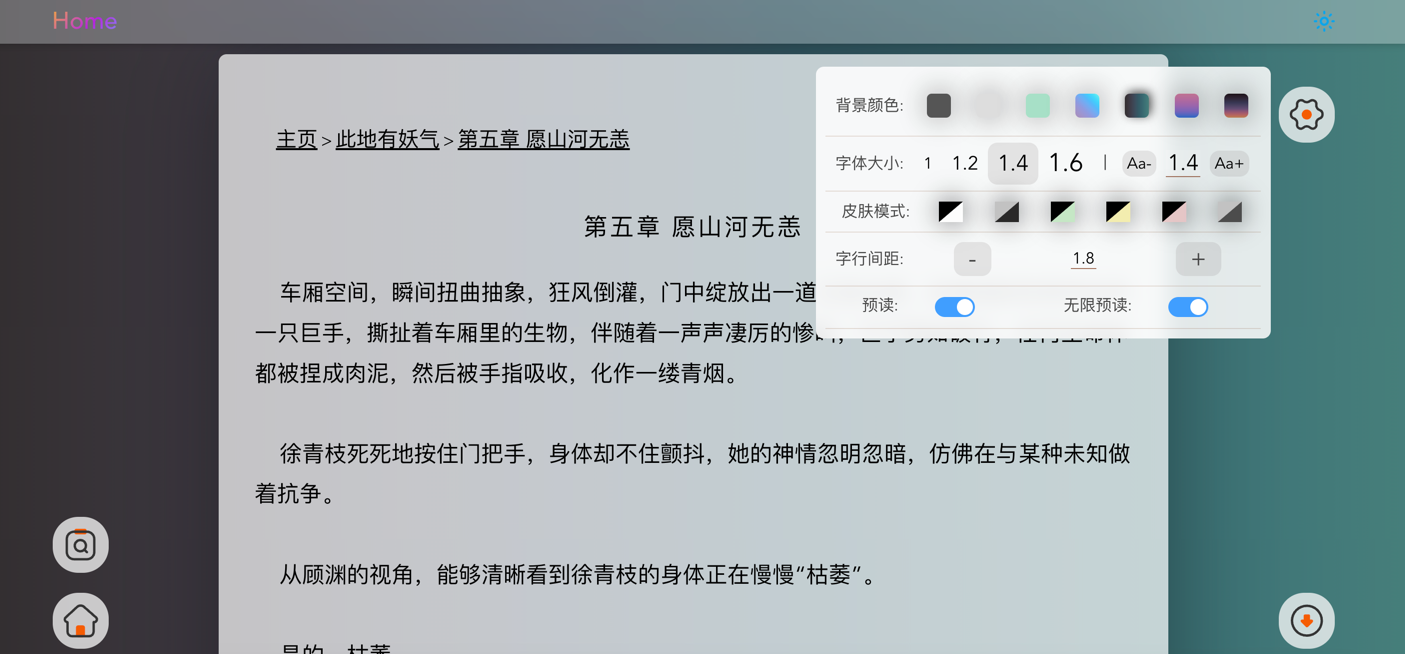 Home
主页 > 此地有妖气 > 第五章 愿山河无恙
第五章 愿山河无恙
背景颜色:
字体大小: 1 1.2 1.4 1.6 | Aa- 1.4 Aa+
皮肤模式:
字行间距: - 1.8 +
预读: 无限预读:
车厢空间，瞬间扭曲抽象，狂风倒灌，门中绽放出一道
一只巨手，撕扯着车厢里的生物，伴随着一声声凄厉的惨
都被捏成肉泥，然后被手指吸收，化作一缕青烟。
徐青枝死死地按住门把手，身体却不住颤抖，她的神情忽明忽暗，仿佛在与某种未知做
着抗争。
从顾渊的视角，能够清晰看到徐青枝的身体正在慢慢“枯萎”。